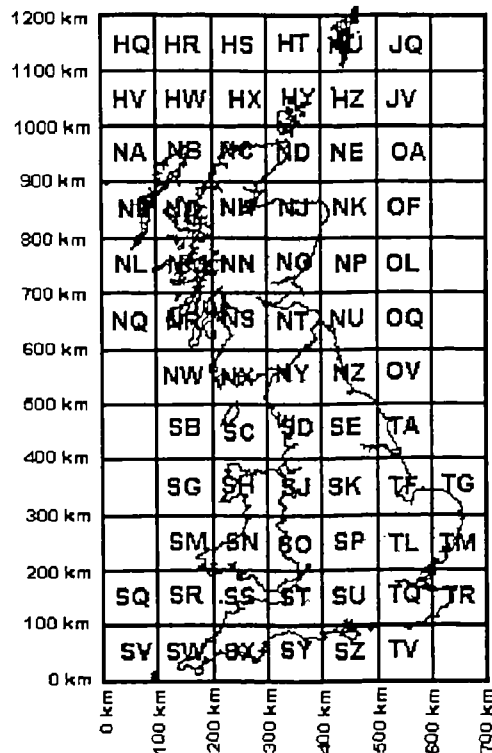 1200 km
HQ HR HS HT HU JQ
1100 km
HV HW HX HY HZ JV
1000 km
NA NB NC ND NE OA
900 km
NH NJ NK OF
800 km
NL NN NO NP OL
700 km
NQ NR NS NT NU OQ
600 km
NW NX NY NZ OV
500 km
SB SC SD SE TA
400 km
SG SH SJ SK TF TG
300 km
SM SN SO SP TL TM
200 km
SQ SR SS ST SU TQ TR
100 km
SV SW SX SY SZ TV
0 km
0 km 100 km 200 km 300 km 400 km 500 km 600 km 700 km